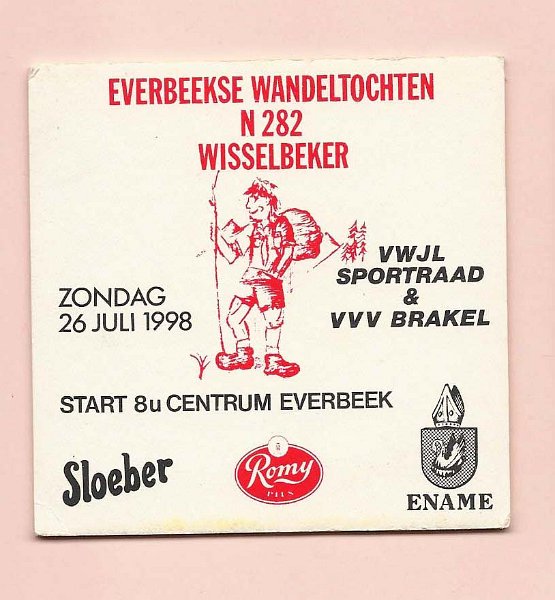 EVERBEEKSE WANDELTOCHTEN
N 282
WISSELBEKER
VWJL
SPORTRAAD
&
VVV BRAKEL
ZONDAG
26 JULI 1998
START 8u CENTRUM EVERBEEK
Sloeber
Romy
PILS
ENAME